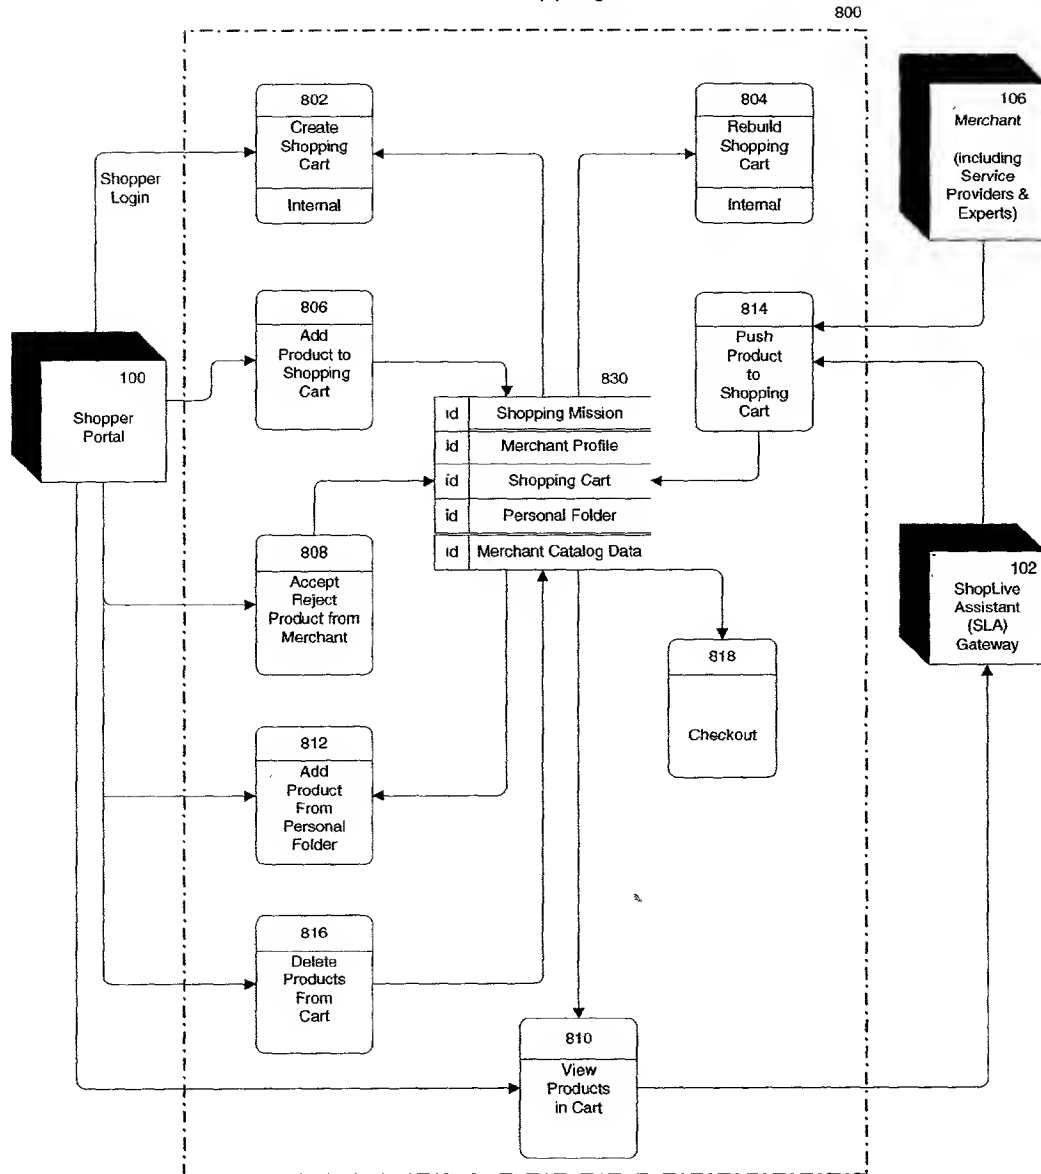 800
802
Create
Shopping
Cart
Internal
804
Rebuild
Shopping
Cart
Internal
106
Merchant
(including
Service
Providers &
Experts)
Shopper
Login
806
Add
Product to
Shopping
Cart
814
Push
Product
to
Shopping
Cart
100
Shopper
Portal
830
id Shopping Mission
id Merchant Profile
id Shopping Cart
id Personal Folder
id Merchant Catalog Data
808
Accept
Reject
Product from
Merchant
102
ShopLive
Assistant
(SLA)
Gateway
818
Checkout
812
Add
Product
From
Personal
Folder
816
Delete
Products
From
Cart
810
View
Products
in Cart